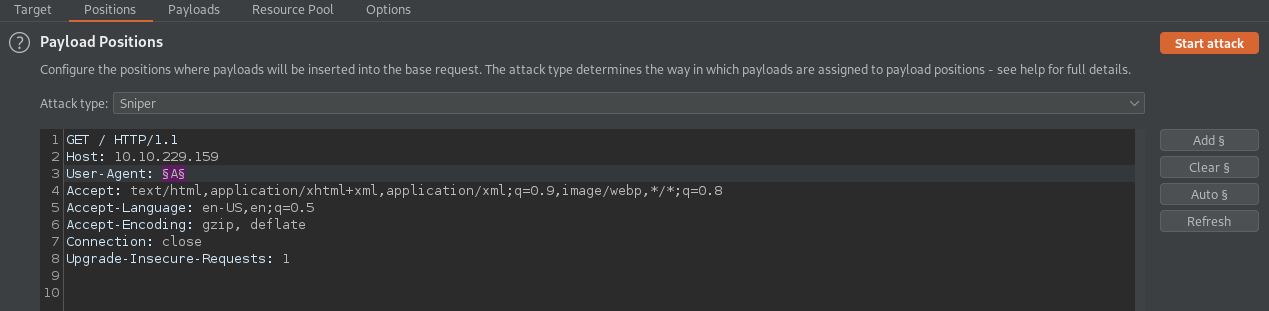 Target Positions Payloads Resource Pool Options
? Payload Positions
Start attack
Configure the positions where payloads will be inserted into the base request. The attack type determines the way in which payloads are assigned to payload positions - see help for full details.
Attack type: Sniper
1 GET / HTTP/1.1
2 Host: 10.10.229.159
3 User-Agent: §A§
4 Accept: text/html,application/xhtml+xml,application/xml;q=0.9,image/webp,*/*;q=0.8
5 Accept-Language: en-US,en;q=0.5
6 Accept-Encoding: gzip, deflate
7 Connection: close
8 Upgrade-Insecure-Requests: 1
9
10
Add §
Clear §
Auto §
Refresh